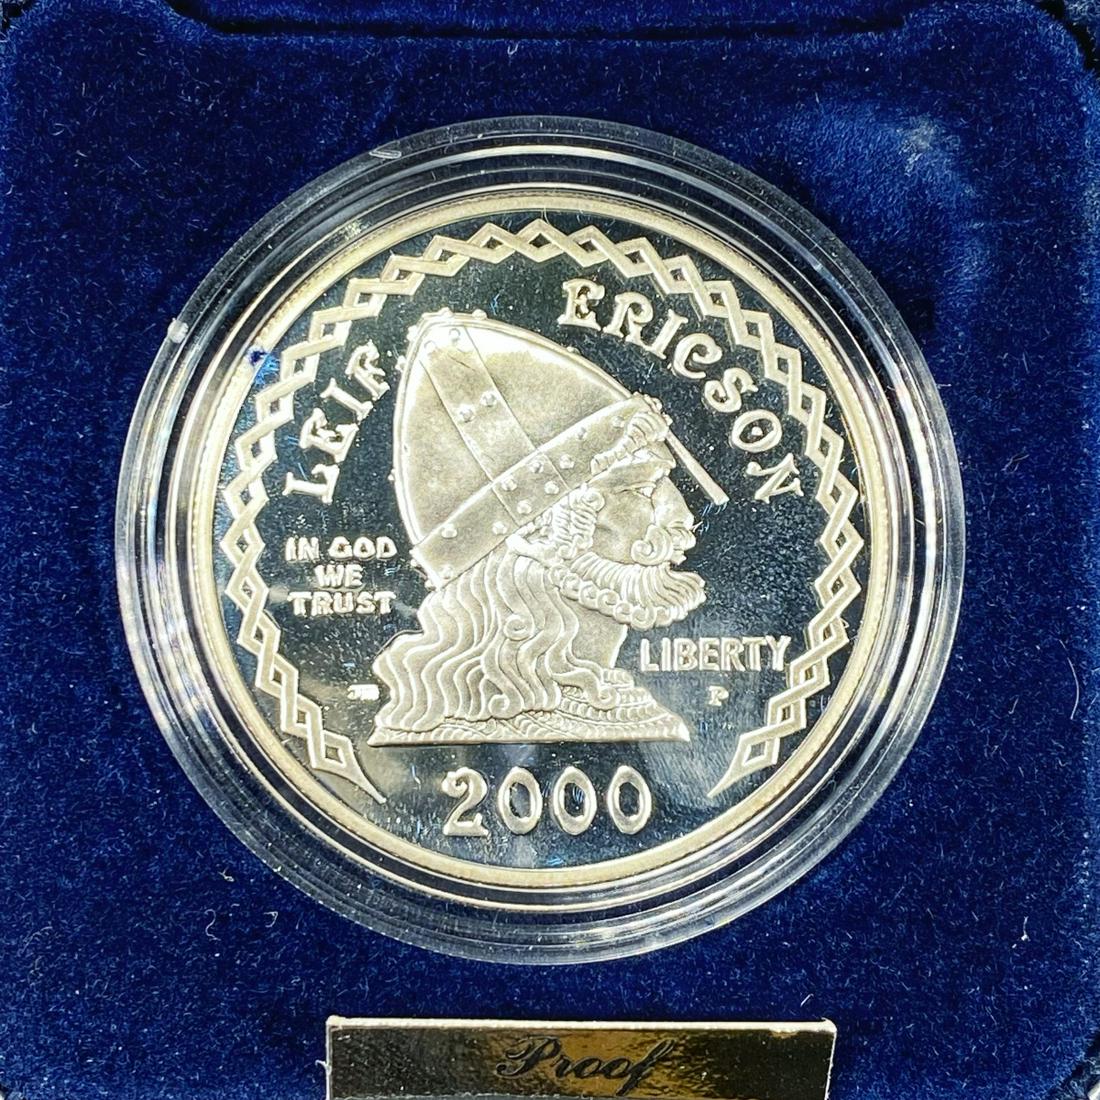 LEIF ERICSON
IN GOD
WE
TRUST
LIBERTY
P
2000
Proof